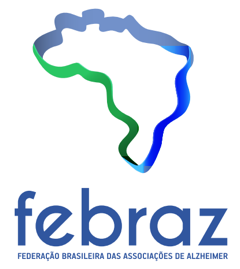 febraz
FEDERAÇÃO BRASILEIRA DAS ASSOCIAÇÕES DE ALZHEIMER